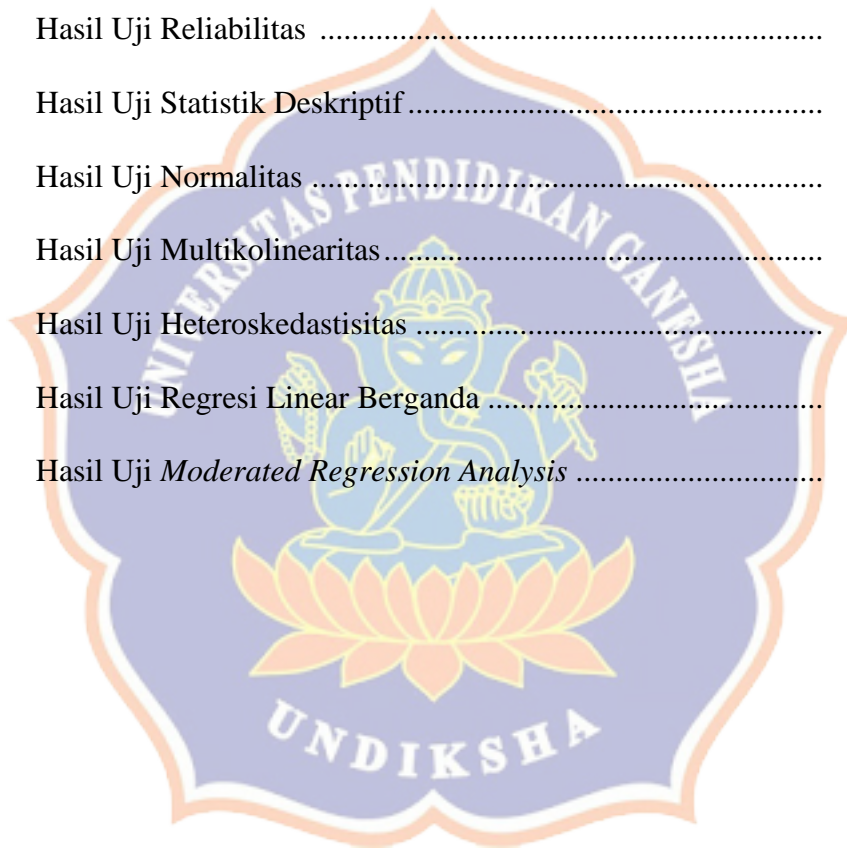 Hasil Uji Reliabilitas ...............................................................
Hasil Uji Statistik Deskriptif ....................................................
Hasil Uji Normalitas ................................................................
Hasil Uji Multikolinearitas .......................................................
Hasil Uji Heteroskedastisitas ...................................................
Hasil Uji Regresi Linear Berganda ..........................................
Hasil Uji Moderated Regression Analysis ...............................
UNIVERSITAS PENDIDIKAN GANESHA
UNDIKSHA